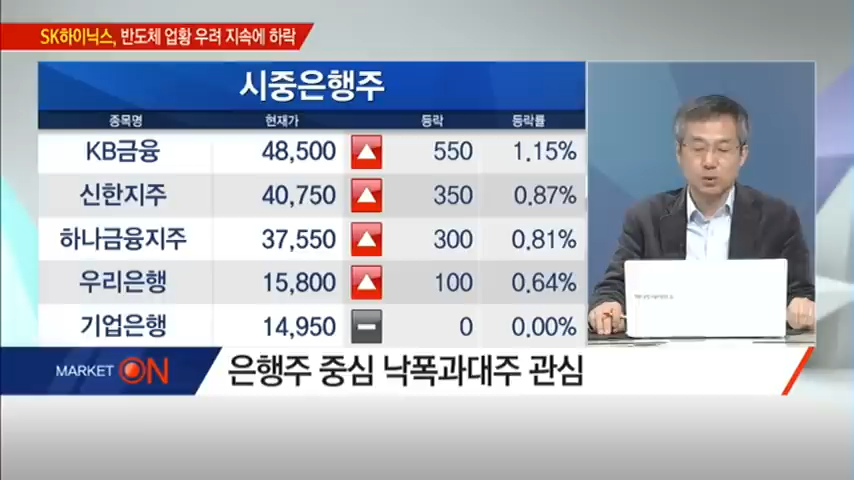 SK하이닉스, 반도체 업황 우려 지속에 하락
시중은행주
종목명 현재가 등락 등락률
KB금융 48,500 550 1.15%
신한지주 40,750 350 0.87%
하나금융지주 37,550 300 0.81%
우리은행 15,800 100 0.64%
기업은행 14,950 0 0.00%
MARKET ON 은행주 중심 낙폭과대주 관심